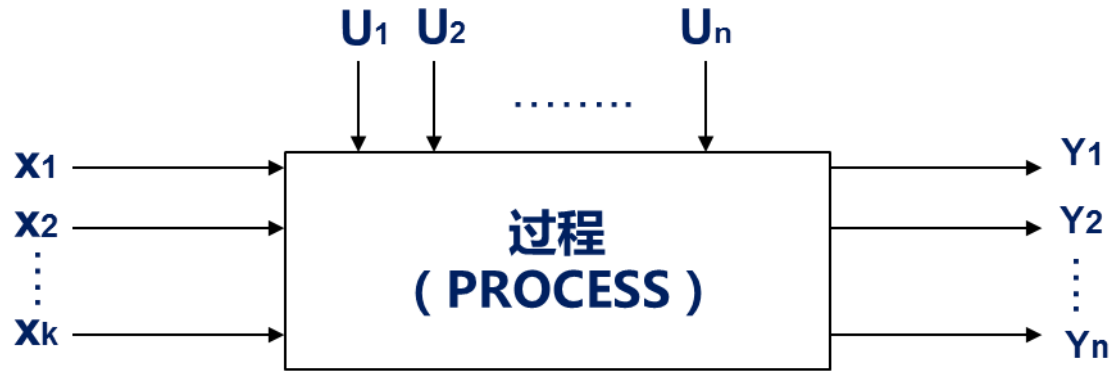 U1 U2 Un
........
x1 Y1
x2 Y2
过程
( PROCESS )
xk Yn